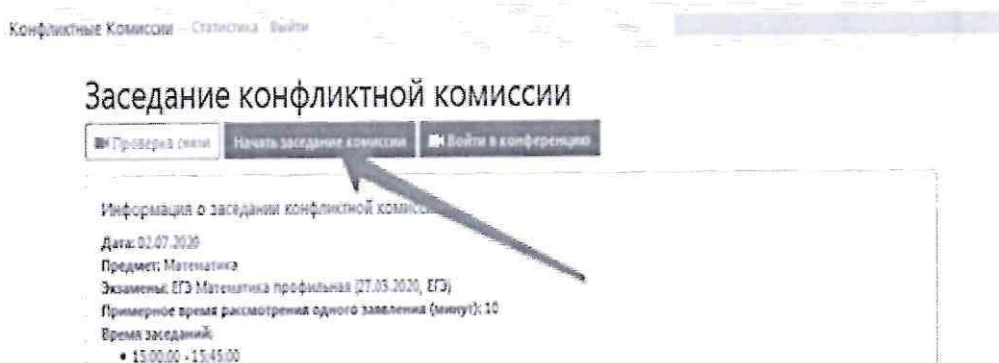 Конфликтные Комиссии Статистика Выйти
Заседание конфликтной комиссии
Проверка связи Начать заседание комиссии Войти в конференцию
Информация о заседании конфликтной
Дата: 02.07.2020
Предмет: Математика
Экзамены: ЕГЭ Математика профильная (27.03.2020, ЕГЭ)
Примерное время рассмотрения одного заявления (минут): 10
Время заседаний:
• 15:00:00 - 15:45:00